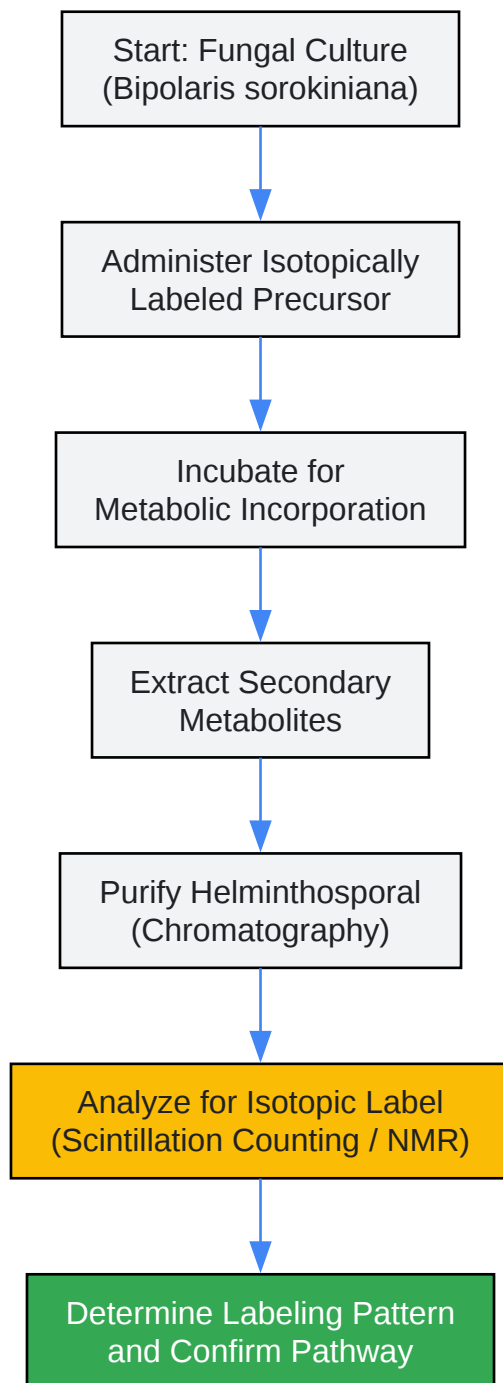 Start: Fungal Culture
(Bipolaris sorokiniana)
Administer Isotopically
Labeled Precursor
Incubate for
Metabolic Incorporation
Extract Secondary
Metabolites
Purify Helminthosporal
(Chromatography)
Analyze for Isotopic Label
(Scintillation Counting / NMR)
Determine Labeling Pattern
and Confirm Pathway